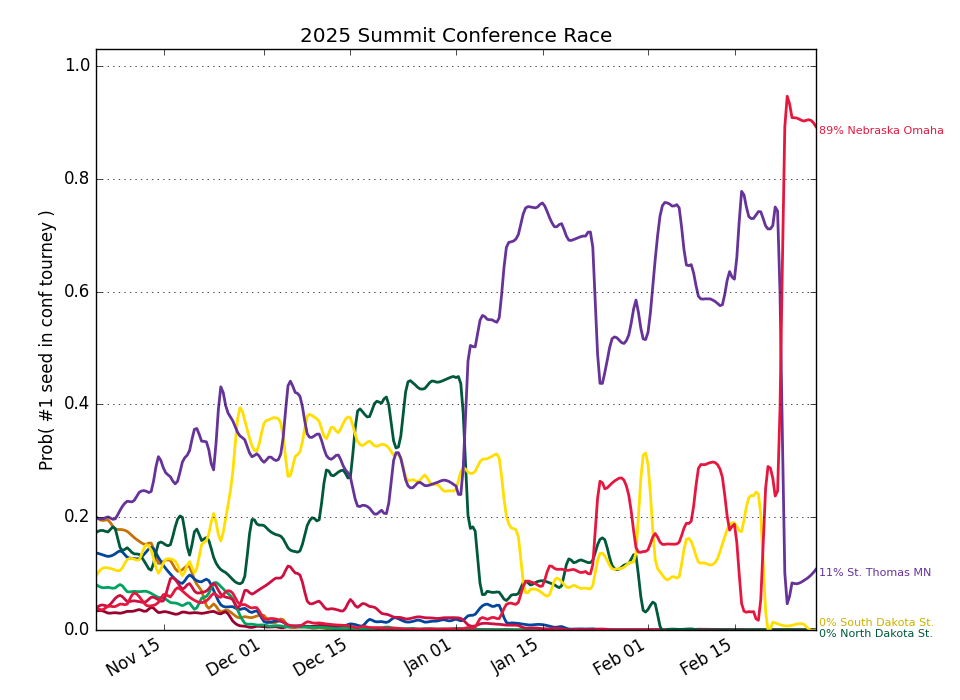 2025 Summit Conference Race
Prob( #1 seed in conf tourney )
1.0
0.8
0.6
0.4
0.2
0.0
89% Nebraska Omaha
11% St. Thomas MN
0% South Dakota St.
0% North Dakota St.
Nov 15
Dec 01
Dec 15
Jan 01
Jan 15
Feb 01
Feb 15